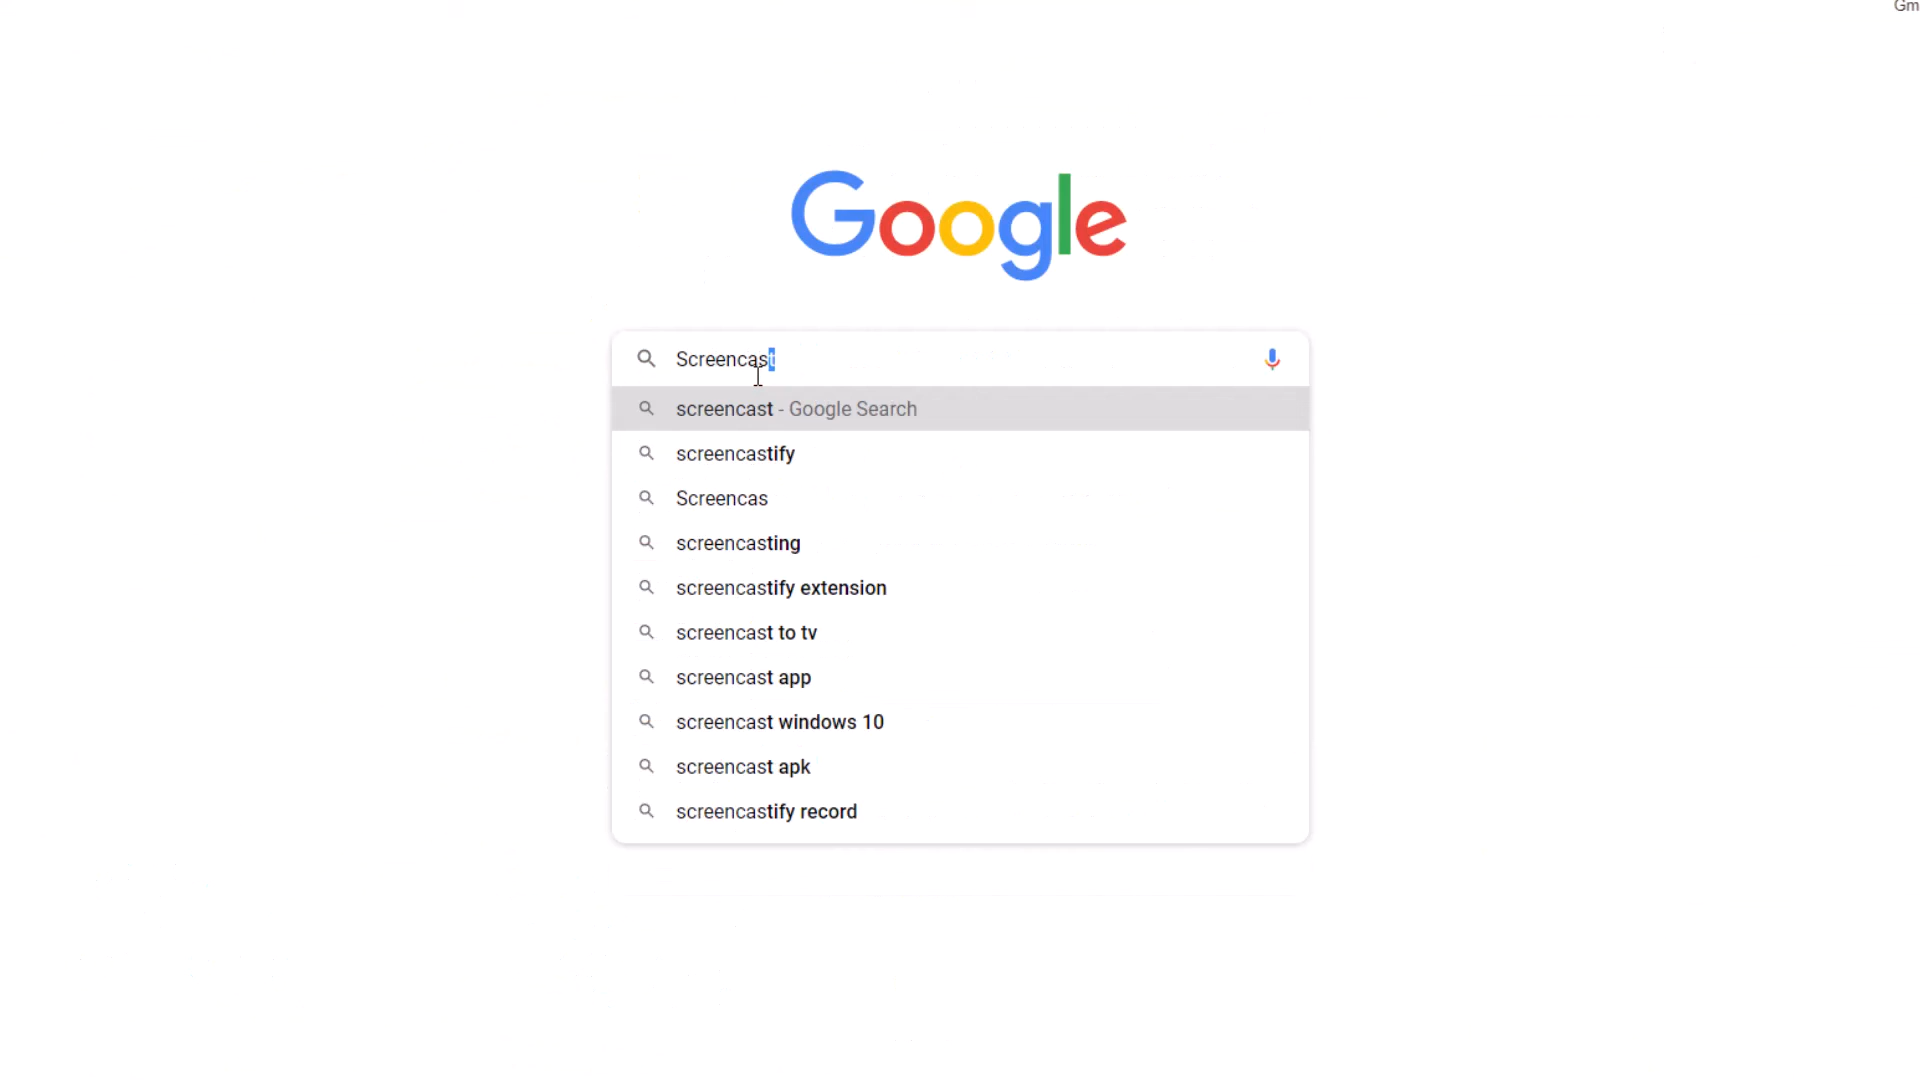 Gm
Google
Screencast
screencast - Google Search
screencastify
Screencas
screencasting
screencastify extension
screencast to tv
screencast app
screencast windows 10
screencast apk
screencastify record